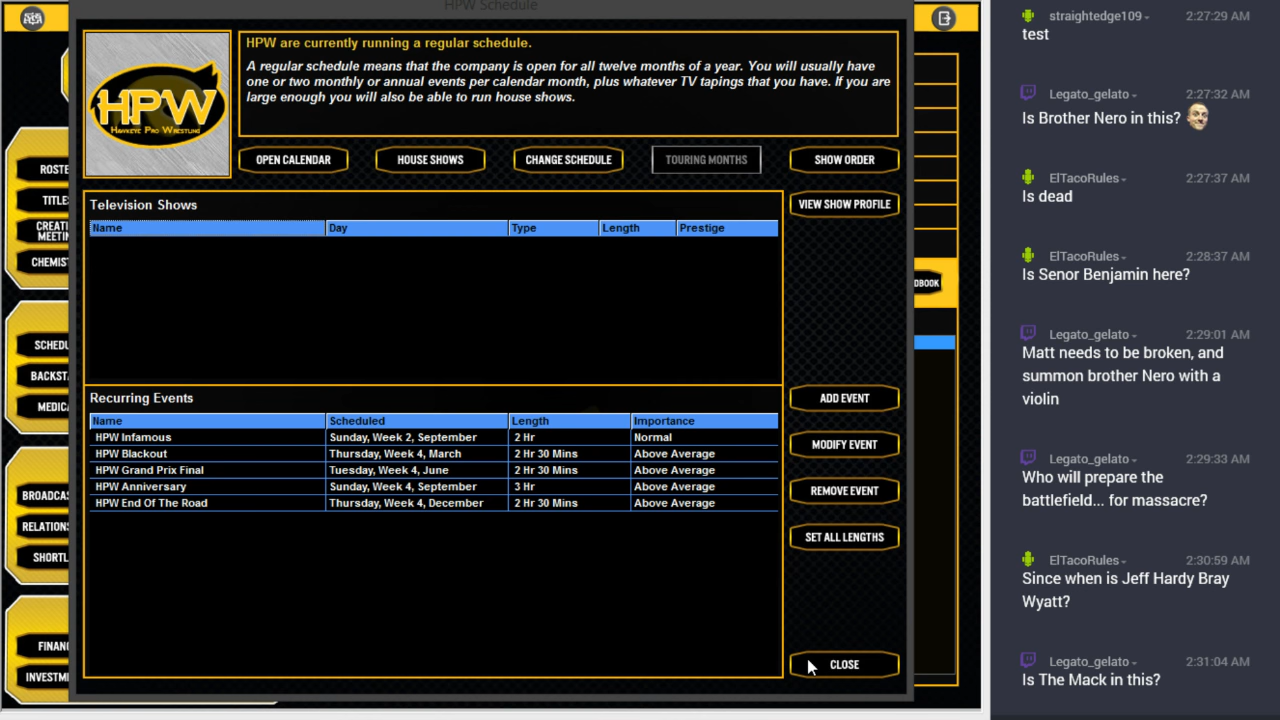 HPW Schedule
HPW
HAWKEYE PRO WRESTLING
HPW are currently running a regular schedule.
A regular schedule means that the company is open for all twelve months of a year. You will usually have
one or two monthly or annual events per calendar month, plus whatever TV tapings that you have. If you are
large enough you will also be able to run house shows.
OPEN CALENDAR HOUSE SHOWS CHANGE SCHEDULE TOURING MONTHS SHOW ORDER
VIEW SHOW PROFILE
Television Shows
Name Day Type Length Prestige
Recurring Events
Name Scheduled Length Importance
HPW Infamous Sunday, Week 2, September 2 Hr Normal
HPW Blackout Thursday, Week 4, March 2 Hr 30 Mins Above Average
HPW Grand Prix Final Tuesday, Week 4, June 2 Hr 30 Mins Above Average
HPW Anniversary Sunday, Week 4, September 3 Hr Above Average
HPW End Of The Road Thursday, Week 4, December 2 Hr 30 Mins Above Average
ADD EVENT
MODIFY EVENT
REMOVE EVENT
SET ALL LENGTHS
CLOSE
ROSTE
TITLE
CREATI
MEETIN
CHEMIS
SCHEDU
BACKST
MEDICA
BROADCAS
RELATIONS
SHORTL
FINANC
INVESTME
DBOOK
straightedge109 2:27:29 AM
test
Legato_gelato 2:27:32 AM
Is Brother Nero in this?
ElTacoRules 2:27:37 AM
Is dead
ElTacoRules 2:28:37 AM
Is Senor Benjamin here?
Legato_gelato 2:29:01 AM
Matt needs to be broken, and
summon brother Nero with a
violin
Legato_gelato 2:29:33 AM
Who will prepare the
battlefield... for massacre?
ElTacoRules 2:30:59 AM
Since when is Jeff Hardy Bray
Wyatt?
Legato_gelato 2:31:04 AM
Is The Mack in this?